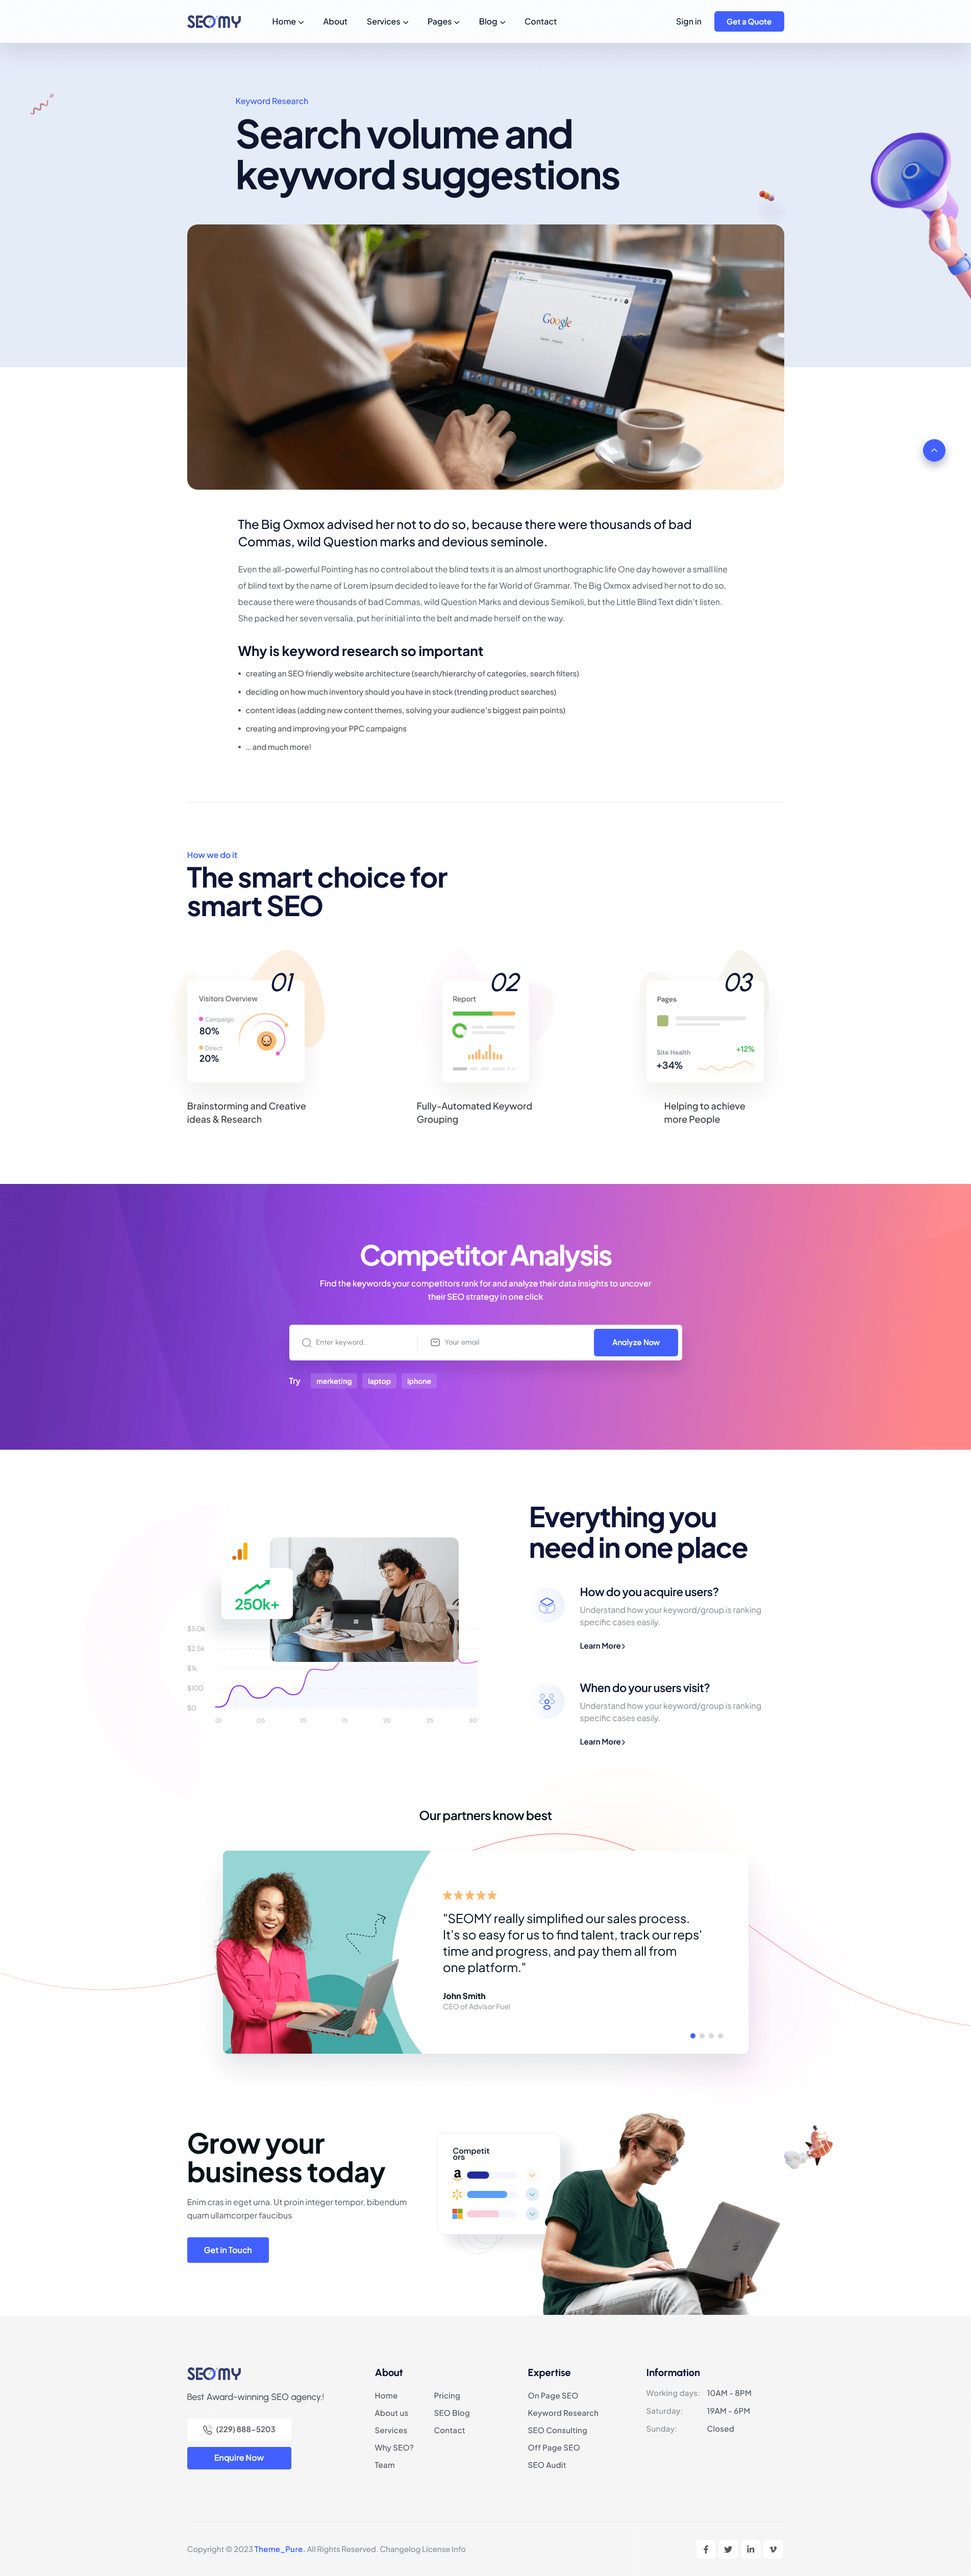 SEOMY
Home
About
Services
Pages
Blog
Contact
Sign in
Get a Quote
Keyword Research
Search volume and
keyword suggestions
Google
The Big Oxmox advised her not to do so, because there were thousands of bad
Commas, wild Question marks and devious seminole.
Even the all-powerful Pointing has no control about the blind texts it is an almost unorthographic life One day however a small line
of blind text by the name of Lorem Ipsum decided to leave for the far World of Grammar. The Big Oxmox advised her not to do so,
because there were thousands of bad Commas, wild Question Marks and devious Semikoli, but the Little Blind Text didn't listen.
She packed her seven versalia, put her initial into the belt and made herself on the way.
Why is keyword research so important
• creating an SEO friendly website architecture (search/hierarchy of categories, search filters)
• deciding on how much inventory should you have in stock (trending product searches)
• content ideas (adding new content themes, solving your audience's biggest pain points)
• creating and improving your PPC campaigns
• ... and much more!
How we do it
The smart choice for
smart SEO
01
Visitors Overview
Campaign
80%
Direct
20%
Brainstorming and Creative
ideas & Research
02
Report
Fully-Automated Keyword
Grouping
03
Pages
Site Health
+12%
+34%
Helping to achieve
more People
Competitor Analysis
Find the keywords your competitors rank for and analyze their data insights to uncover
their SEO strategy in one click
Enter keyword...
Your email
Analyze Now
Try
merketing
laptop
iphone
250k+
$5.0k
$2.5k
$1k
$100
$0
01 05 10 15 20 25 30
Everything you
need in one place
How do you acquire users?
Understand how your keyword/group is ranking
specific cases easily.
Learn More
When do your users visit?
Understand how your keyword/group is ranking
specific cases easily.
Learn More
Our partners know best
"SEOMY really simplified our sales process.
It's so easy for us to find talent, track our reps'
time and progress, and pay them all from
one platform."
John Smith
CEO of Advisor Fuel
Grow your
business today
Enim cras in eget urna. Ut proin integer tempor, bibendum
quam ullamcorper faucibus
Get in Touch
Competit
ors
a
SEOMY
Best Award-winning SEO agency.!
(229) 888-5203
Enquire Now
About
Home
About us
Services
Why SEO?
Team
Pricing
SEO Blog
Contact
Expertise
On Page SEO
Keyword Research
SEO Consulting
Off Page SEO
SEO Audit
Information
Working days: 10AM - 8PM
Saturday: 19AM - 6PM
Sunday: Closed
Copyright © 2023 Theme_Pure. All Rights Reserved. Changelog License Info